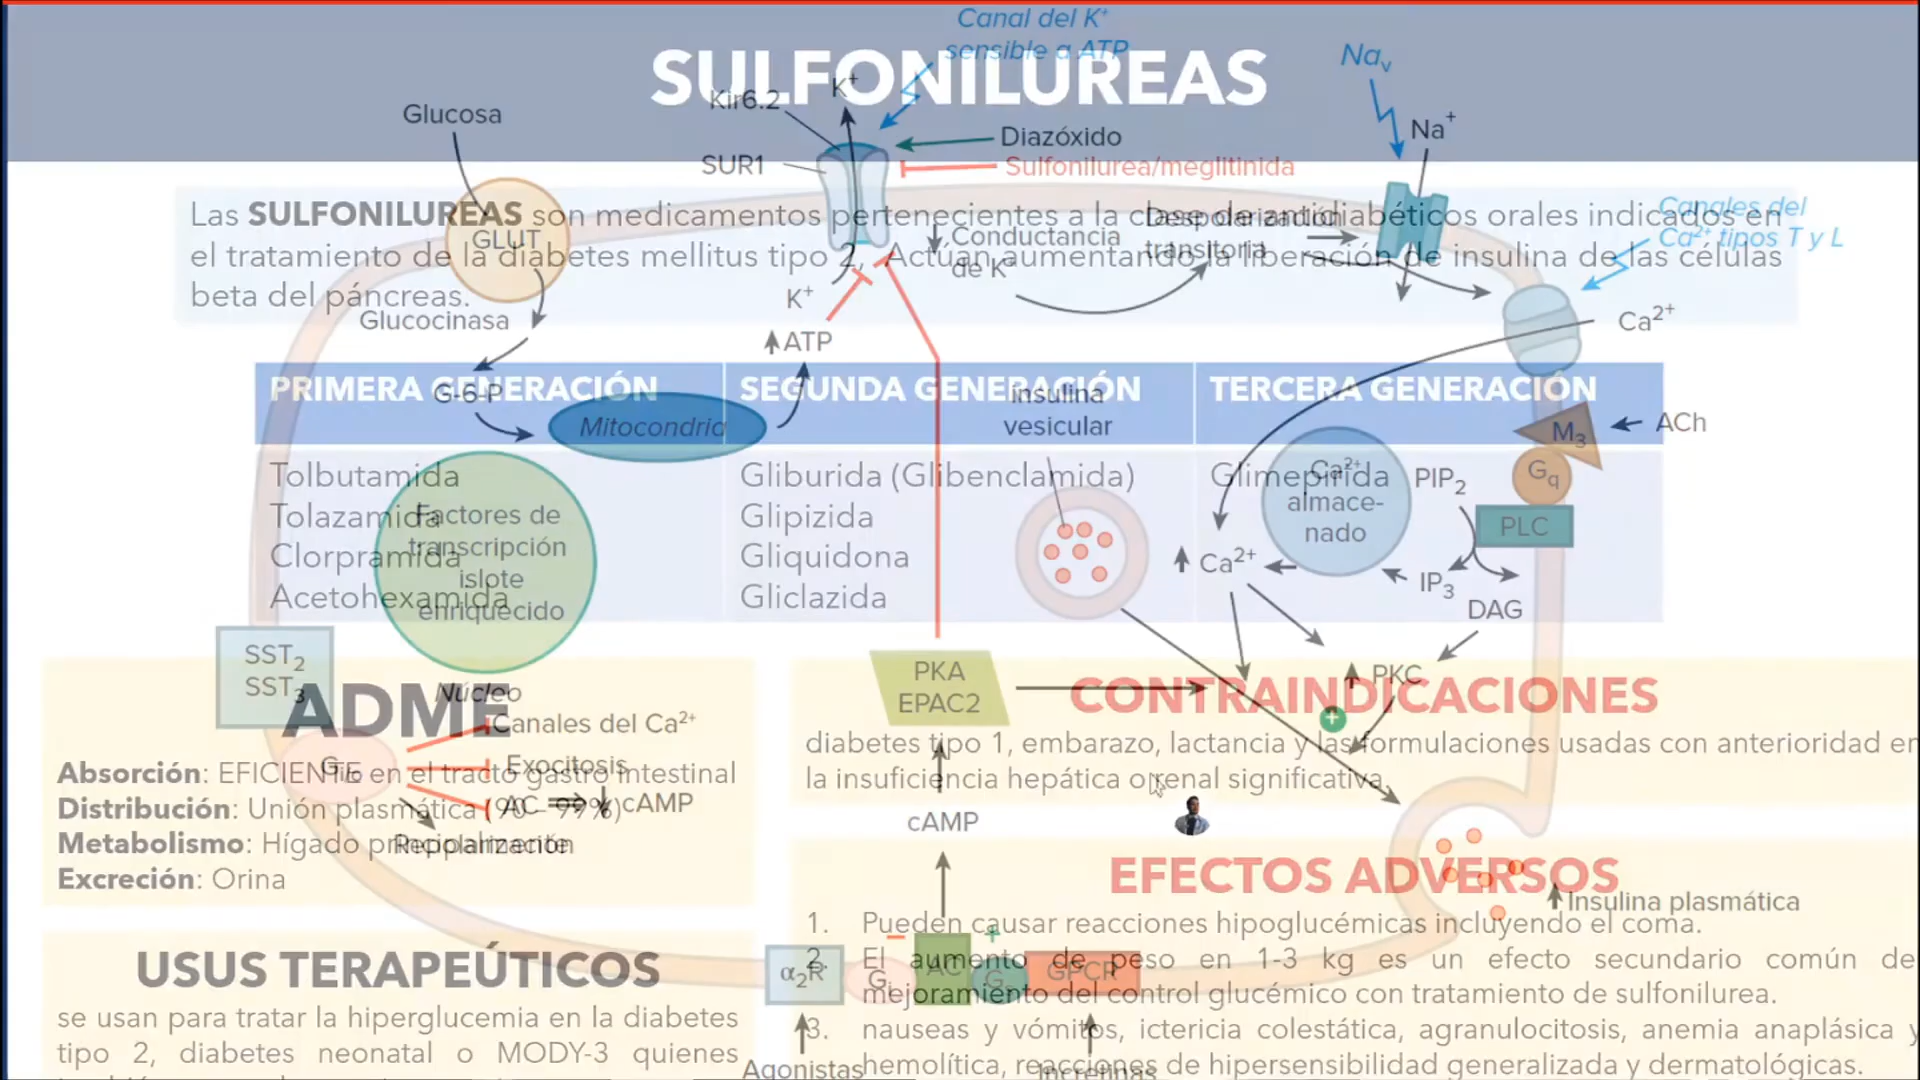 SULFONILUREAS
Las SULFONILUREAS son medicamentos pertenecientes a la clase de antidiabéticos orales indicados en
el tratamiento de la diabetes mellitus tipo 2, Actúan aumentando la liberación de insulina de las células
beta del páncreas.
PRIMERA GENERACIÓN
Tolbutamida
Tolazamida
Clorpramida
Acetohexamida
SEGUNDA GENERACIÓN
Gliburida (Glibenclamida)
Glipizida
Gliquidona
Gliclazida
TERCERA GENERACIÓN
Glimepirida
ADME
Absorción: EFICIENTE en el tracto gastro intestinal
Distribución: Unión plasmática (90 – 99%)
Metabolismo: Hígado principalmente
Excreción: Orina
USUS TERAPEÚTICOS
se usan para tratar la hiperglucemia en la diabetes
tipo 2, diabetes neonatal o MODY-3 quienes
CONTRAINDICACIONES
diabetes tipo 1, embarazo, lactancia y las formulaciones usadas con anterioridad en
la insuficiencia hepática o renal significativa
EFECTOS ADVERSOS
1. Pueden causar reacciones hipoglucémicas incluyendo el coma.
2. El aumento de peso en 1-3 kg es un efecto secundario común de
mejoramiento del control glucémico con tratamiento de sulfonilurea.
3. nauseas y vómitos, ictericia colestática, agranulocitosis, anemia anaplásica y
hemolítica, reacciones de hipersensibilidad generalizada y dermatológicas.
Canal del K⁺
sensible a ATP
Glucosa
GLUT
Glucocinasa
G-6-P
Mitocondria
↑ATP
Kir6.2
K⁺
SUR1
K⁺
Diazóxido
Sulfonilurea/meglitinida
↓ Conductancia
de K⁺
Despolarización
transitoria
Naᵥ
Na⁺
Canales del
Ca²⁺ tipos T y L
Ca²⁺
ACh
M₃
Gq
PLC
PIP₂
IP₃
DAG
↑ PKC
Ca²⁺
almace-
nado
↑ Ca²⁺
insulina
vesicular
Factores de
transcripción
islote
enriquecido
Núcleo
SST₂
SST₃
Canales del Ca²⁺
Exocitosis
AC ⇒ ↓ cAMP
Repolarización
PKA
EPAC2
cAMP
+
↑ Insulina plasmática
α₂R
−
AC
+
GPCR
Agonistas
Incretinas